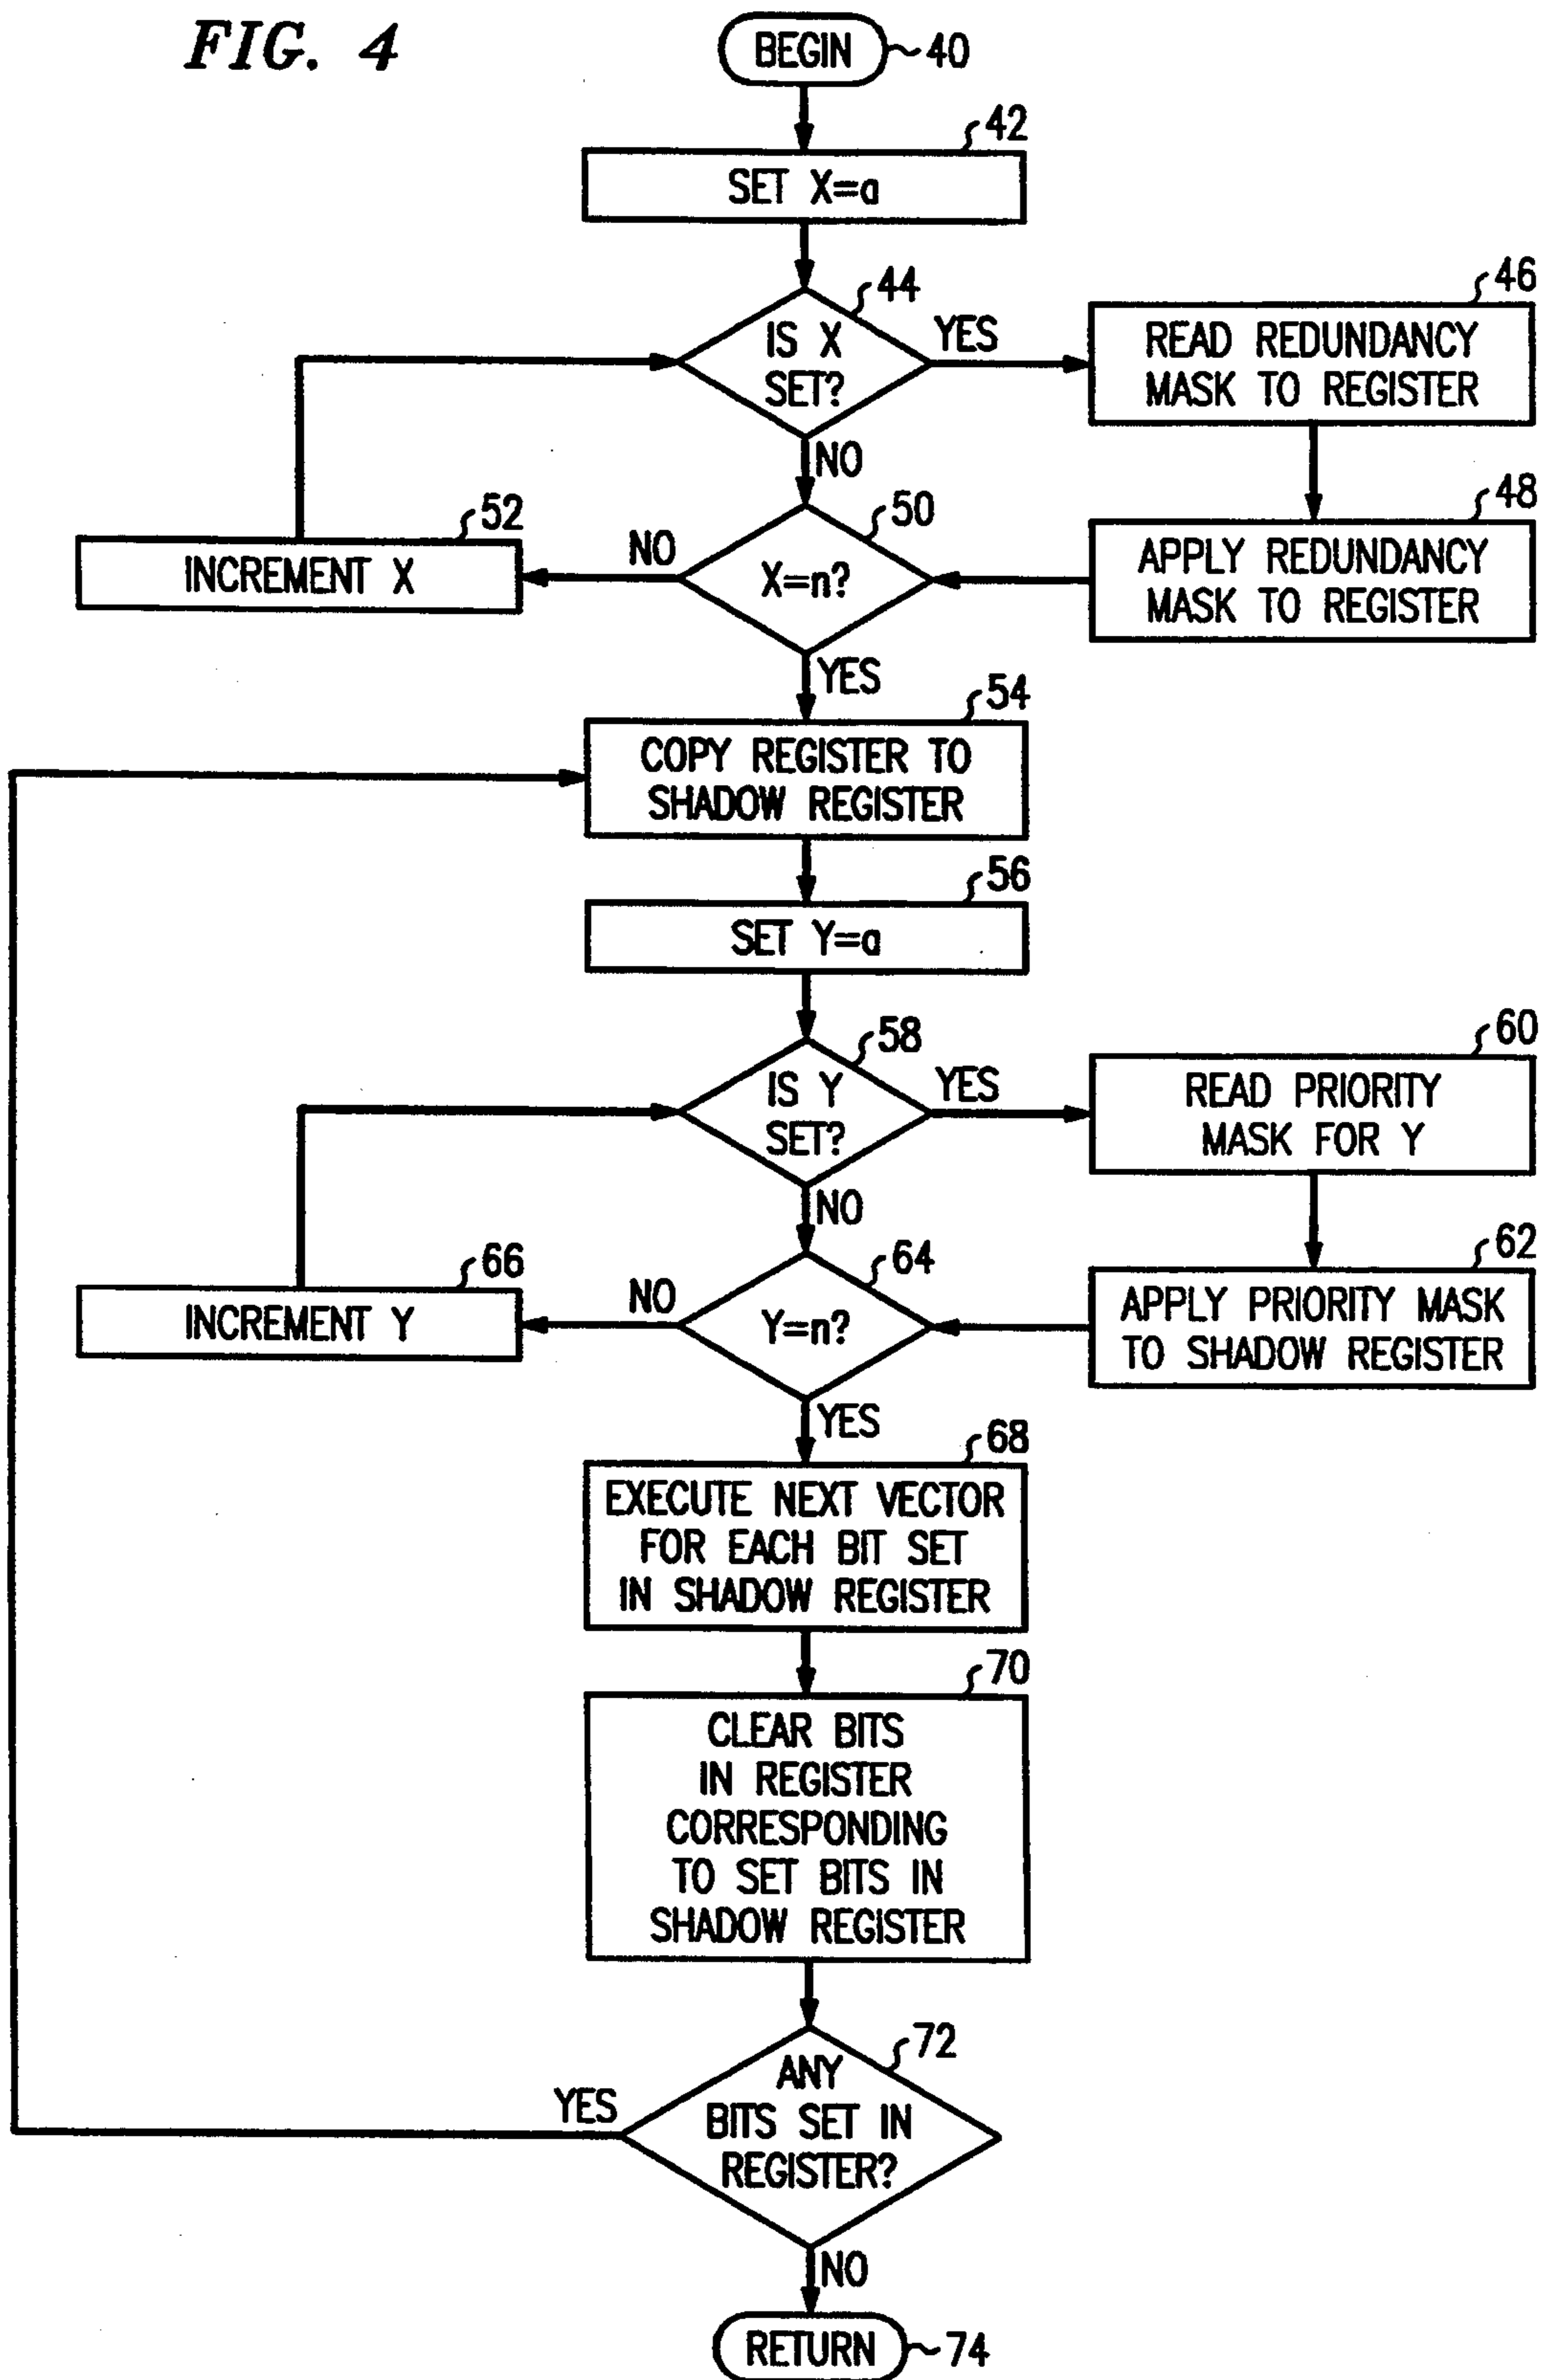 FIG. 4
BEGIN
40
42
SET X=a
44
IS X
SET?
YES
46
READ REDUNDANCY
MASK TO REGISTER
NO
48
APPLY REDUNDANCY
MASK TO REGISTER
50
X=n?
NO
52
INCREMENT X
YES
54
COPY REGISTER TO
SHADOW REGISTER
56
SET Y=a
58
IS Y
SET?
YES
60
READ PRIORITY
MASK FOR Y
NO
62
APPLY PRIORITY MASK
TO SHADOW REGISTER
64
Y=n?
NO
66
INCREMENT Y
YES
68
EXECUTE NEXT VECTOR
FOR EACH BIT SET
IN SHADOW REGISTER
70
CLEAR BITS
IN REGISTER
CORRESPONDING
TO SET BITS IN
SHADOW REGISTER
72
ANY
BITS SET IN
REGISTER?
YES
NO
RETURN
74